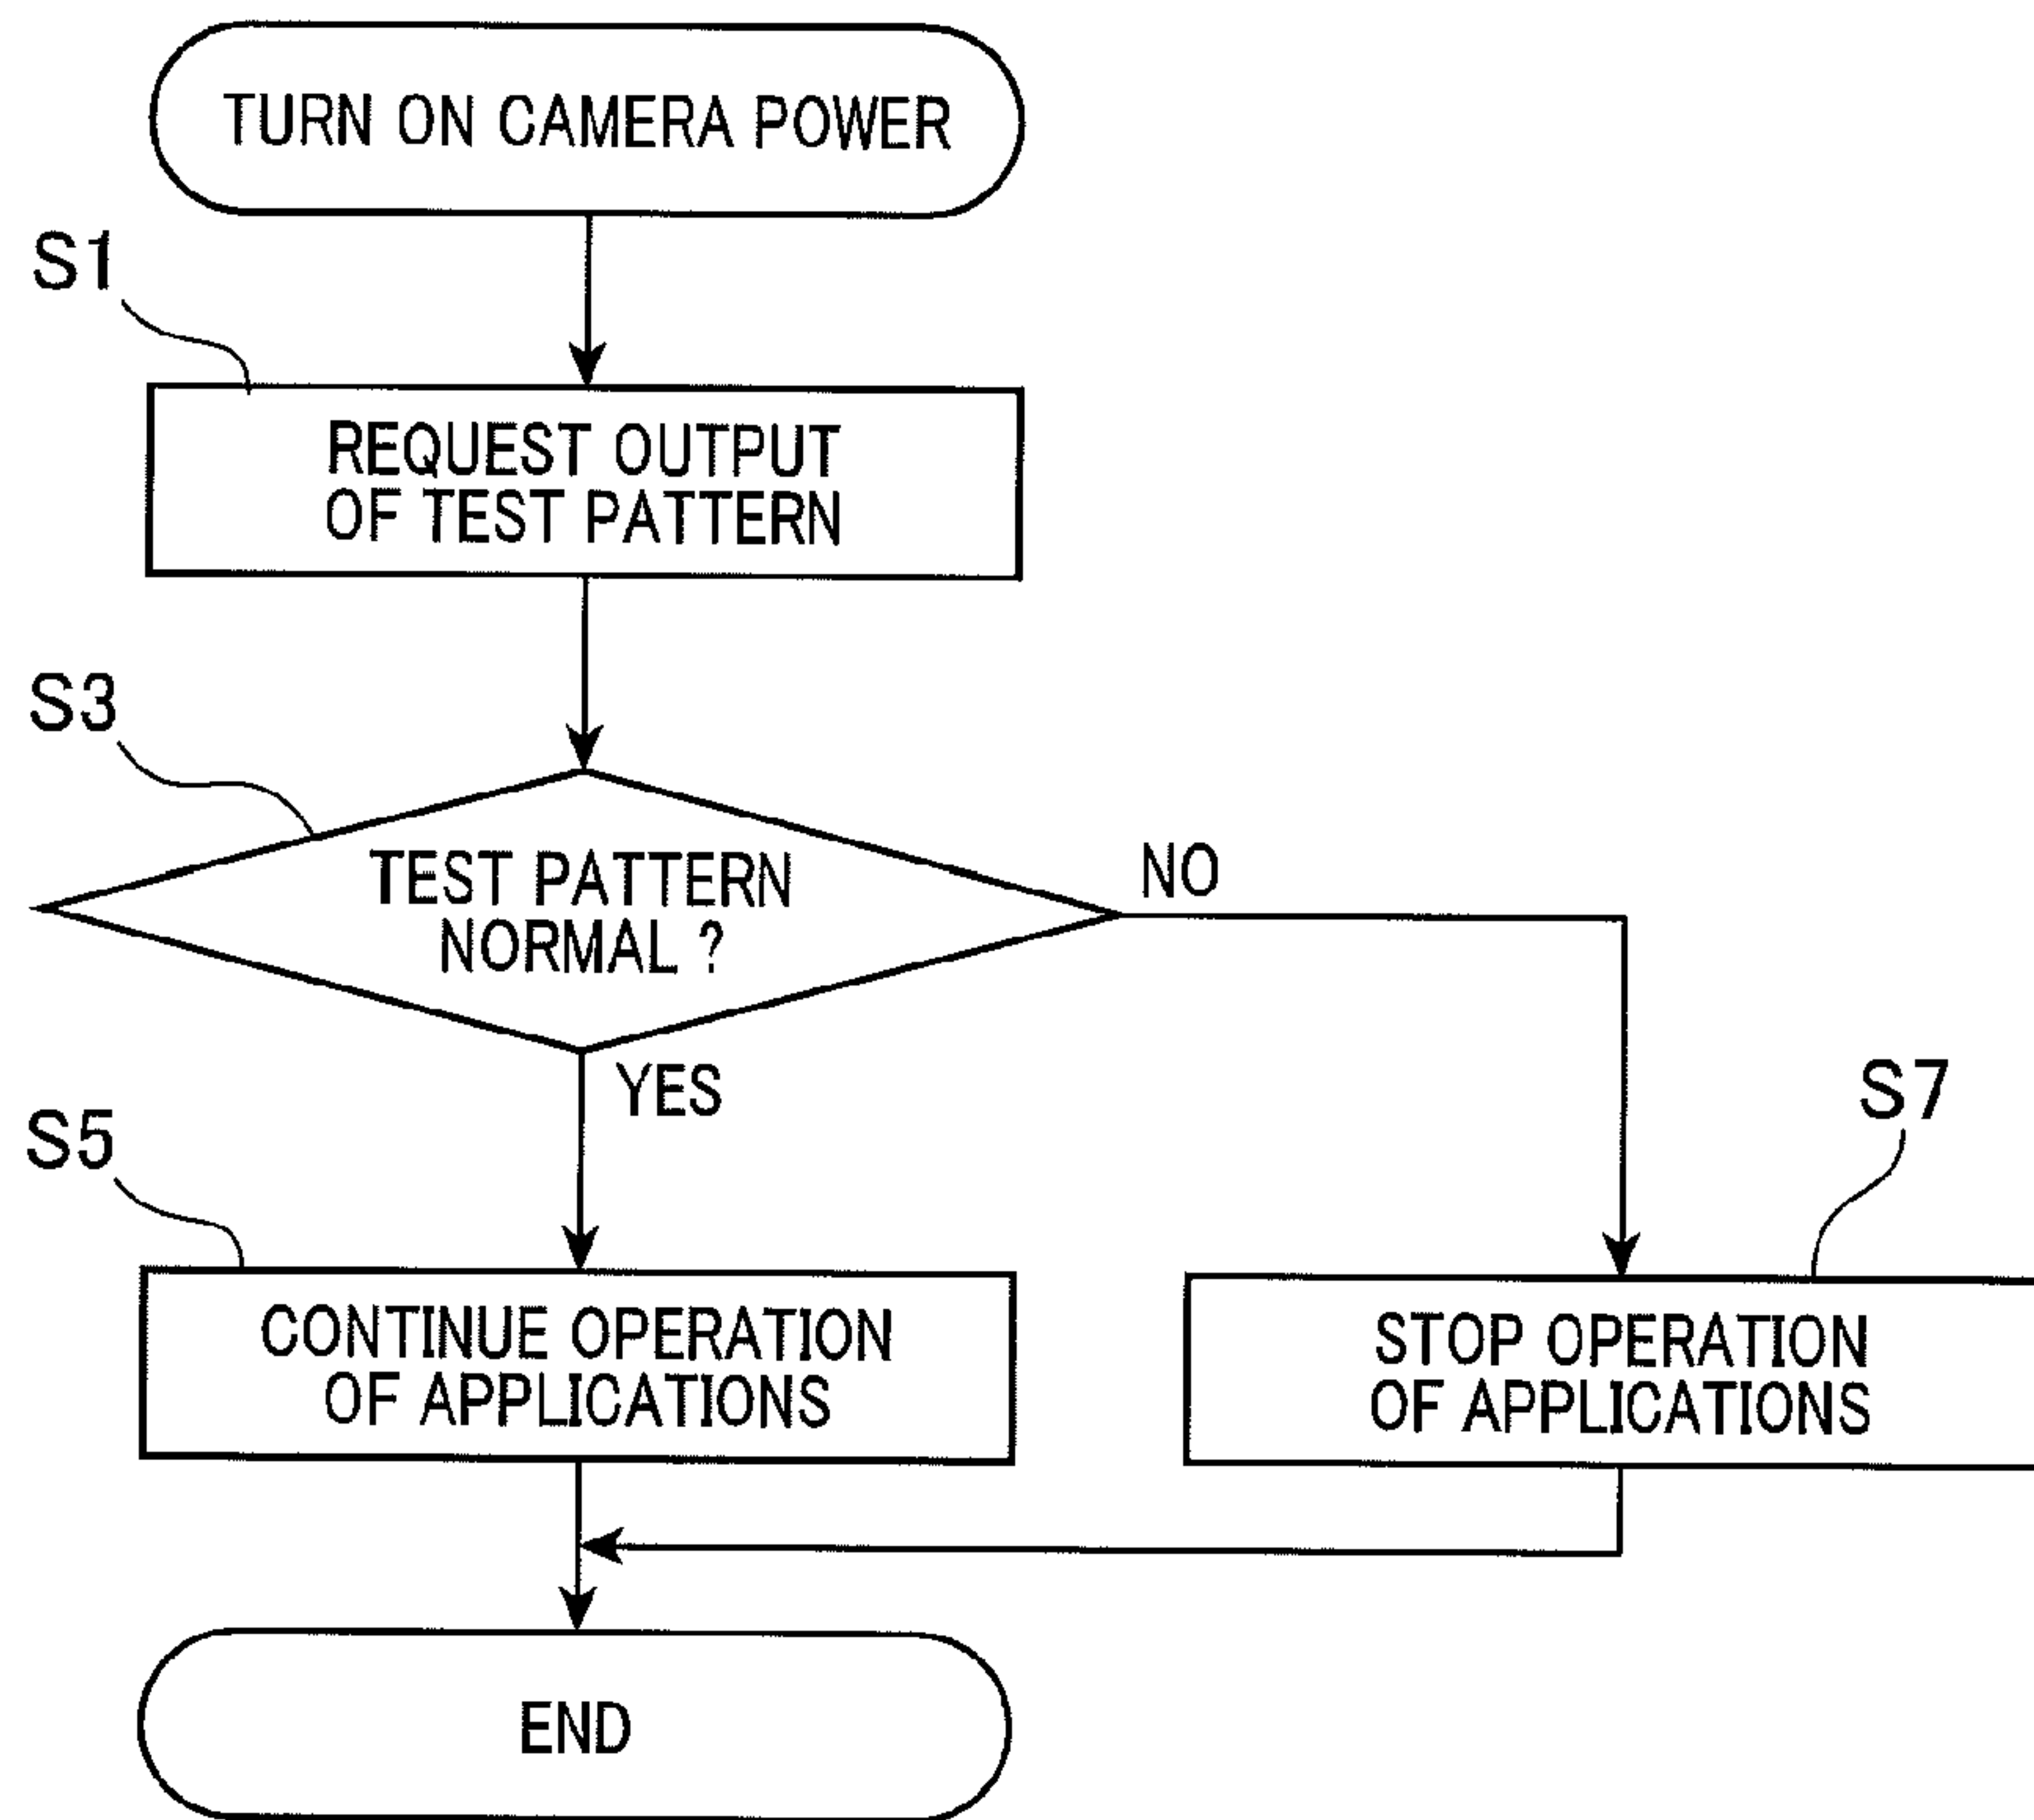 TURN ON CAMERA POWER
S1
REQUEST OUTPUT
OF TEST PATTERN
S3
TEST PATTERN
NORMAL ?
NO
YES
S5
S7
CONTINUE OPERATION
OF APPLICATIONS
STOP OPERATION
OF APPLICATIONS
END